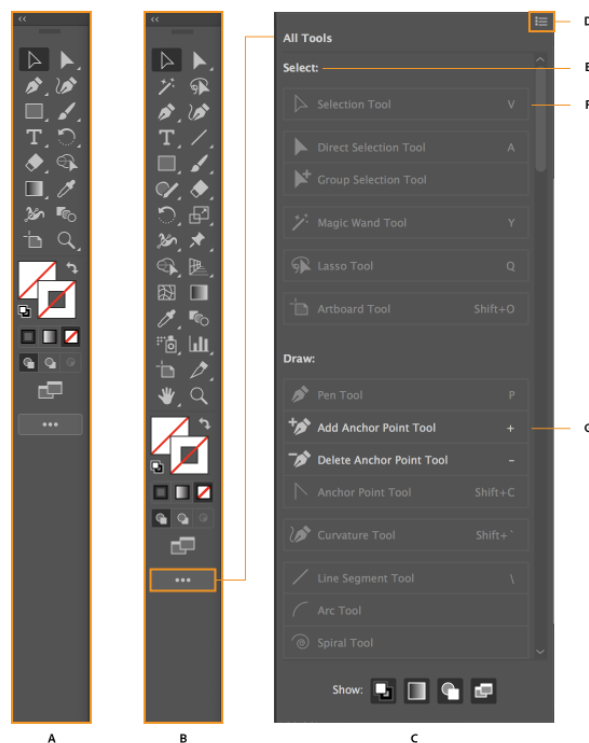 All Tools
D
Select:
E
Selection Tool V
F
Direct Selection Tool A
Group Selection Tool
Magic Wand Tool Y
Lasso Tool Q
Artboard Tool Shift+O
Draw:
Pen Tool P
Add Anchor Point Tool +
G
Delete Anchor Point Tool –
Anchor Point Tool Shift+C
Curvature Tool Shift+`
Line Segment Tool \
Arc Tool
Spiral Tool
Show:
A
B
C